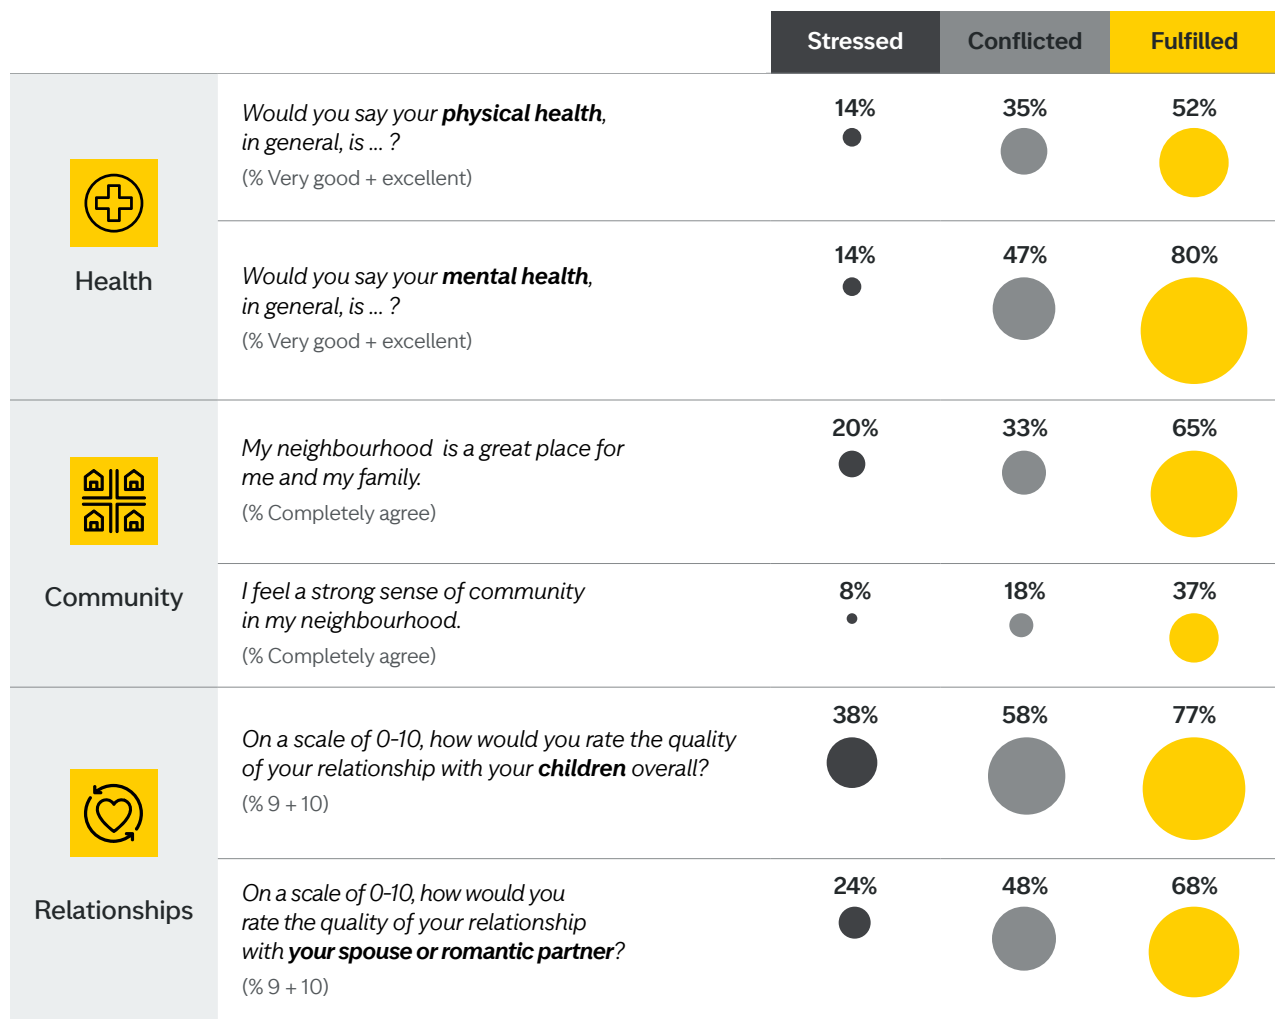 Stressed Conflicted Fulfilled
Health
Would you say your physical health,
in general, is ... ?
(% Very good + excellent)
14% 35% 52%
Would you say your mental health,
in general, is ... ?
(% Very good + excellent)
14% 47% 80%
Community
My neighbourhood is a great place for
me and my family.
(% Completely agree)
20% 33% 65%
I feel a strong sense of community
in my neighbourhood.
(% Completely agree)
8% 18% 37%
Relationships
On a scale of 0-10, how would you rate the quality
of your relationship with your children overall?
(% 9 + 10)
38% 58% 77%
On a scale of 0-10, how would you
rate the quality of your relationship
with your spouse or romantic partner?
(% 9 + 10)
24% 48% 68%